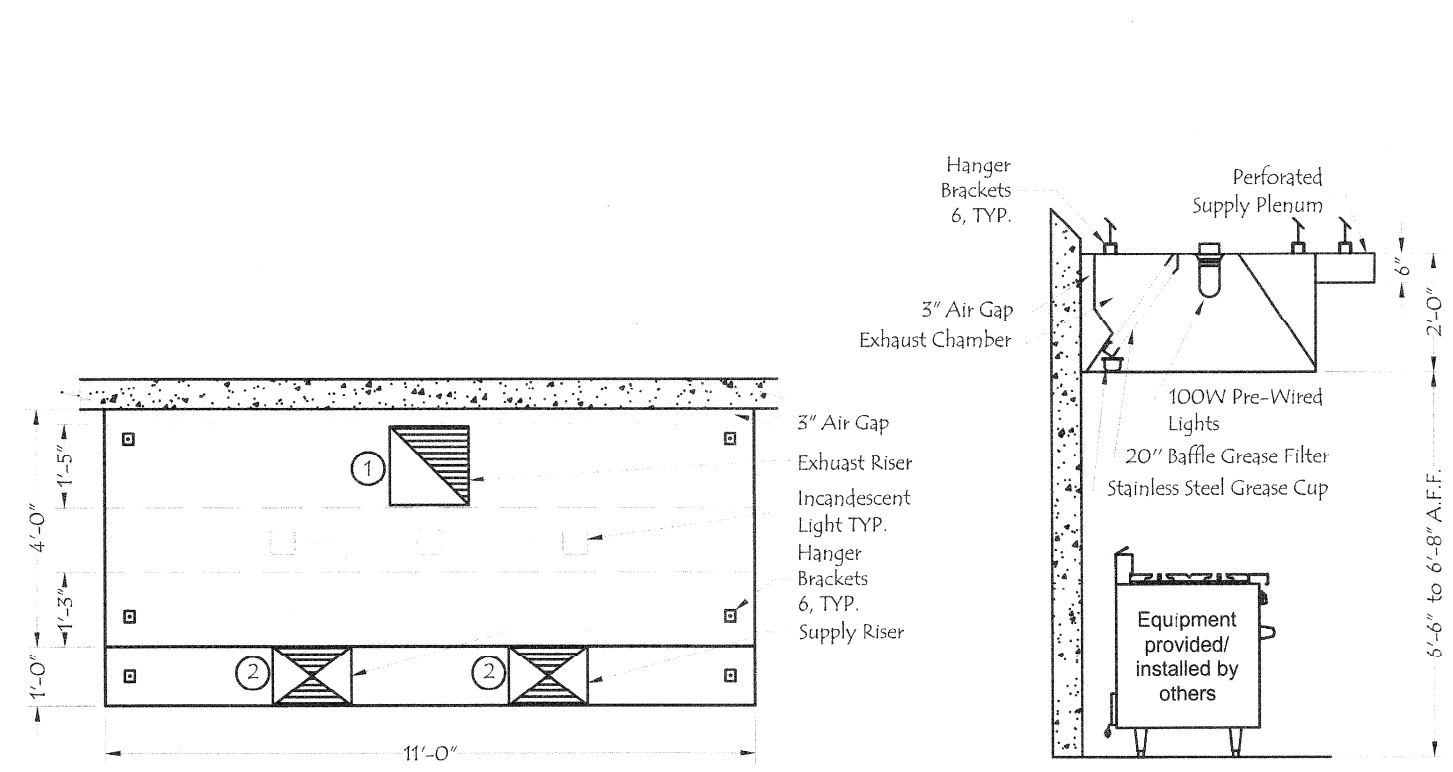 1'-5"
4'-0"
1'-3"
1'-0"
1
2
2
11'-0"
3" Air Gap
Exhuast Riser
Incandescent
Light TYP.
Hanger
Brackets
6, TYP.
Supply Riser
Hanger
Brackets
6, TYP.
Perforated
Supply Plenum
3" Air Gap
Exhaust Chamber
6"
2'-0"
100W Pre-Wired
Lights
20" Baffle Grease Filter
Stainless Steel Grease Cup
6'-6" to 6'-8" A.F.F.
Equipment
provided/
installed by
others